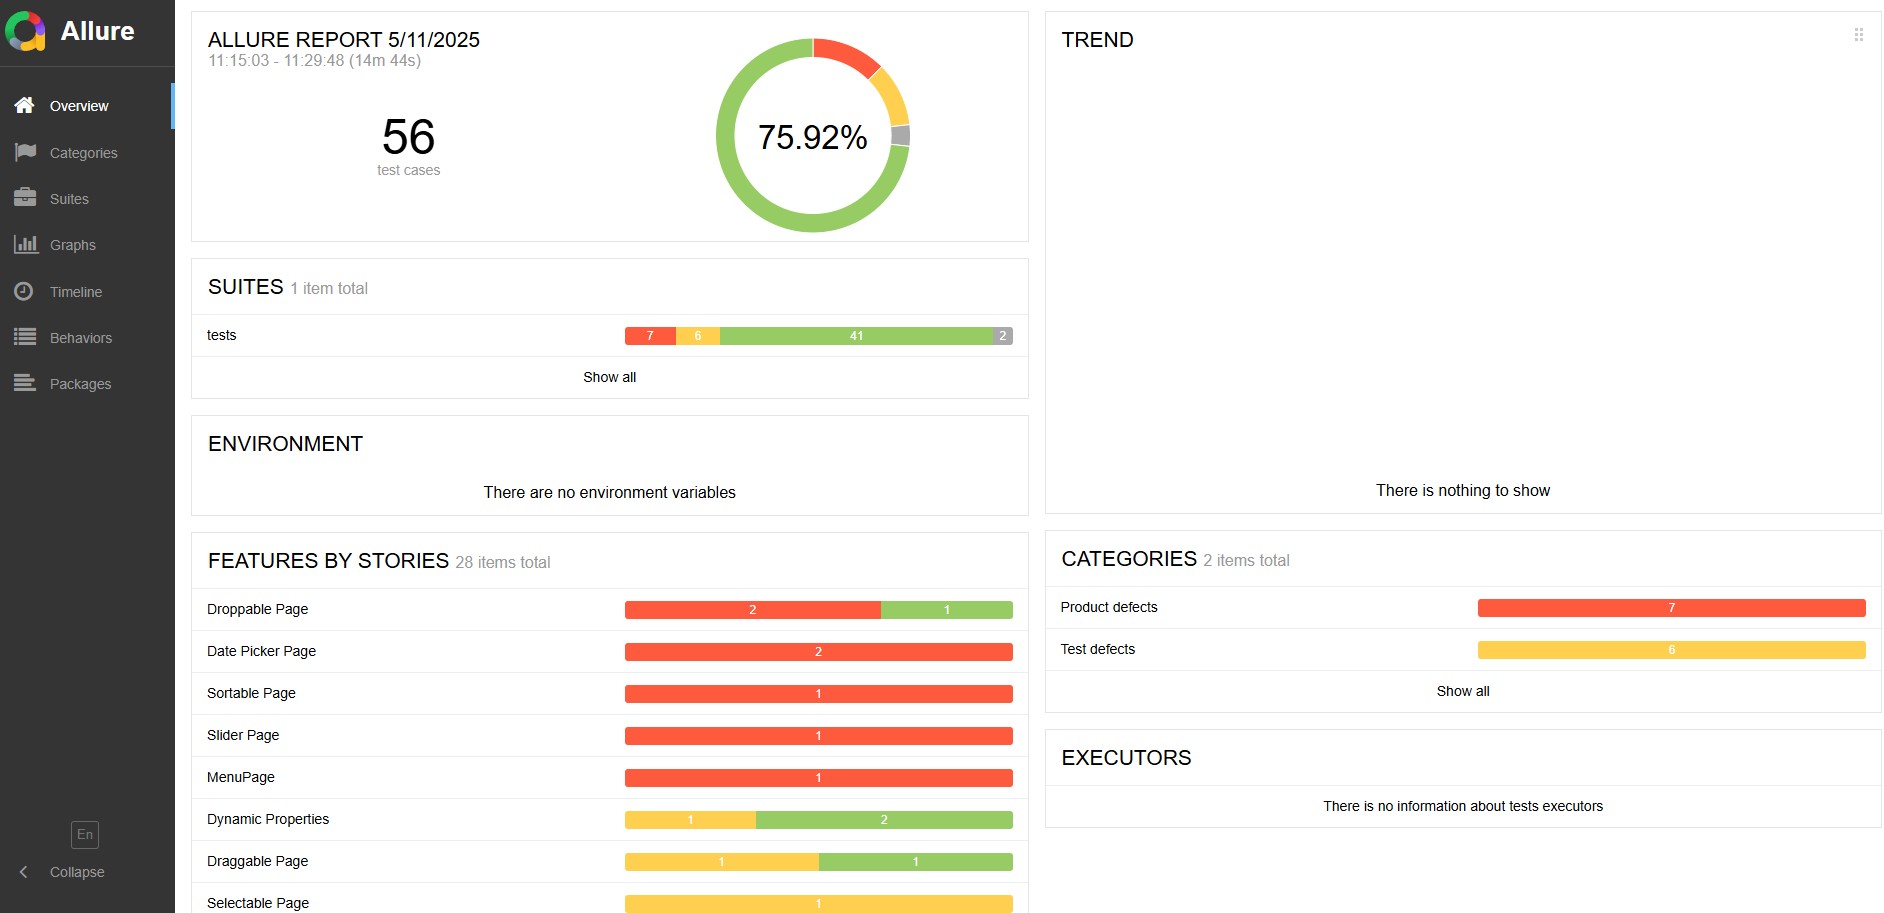 Allure
Overview
Categories
Suites
Graphs
Timeline
Behaviors
Packages
En
Collapse
ALLURE REPORT 5/11/2025
11:15:03 - 11:29:48 (14m 44s)
56
test cases
75.92%
SUITES 1 item total
tests 7 6 41 2
Show all
ENVIRONMENT
There are no environment variables
FEATURES BY STORIES 28 items total
Droppable Page 2 1
Date Picker Page 2
Sortable Page 1
Slider Page 1
MenuPage 1
Dynamic Properties 1 2
Draggable Page 1 1
Selectable Page 1
TREND
There is nothing to show
CATEGORIES 2 items total
Product defects 7
Test defects 6
Show all
EXECUTORS
There is no information about tests executors